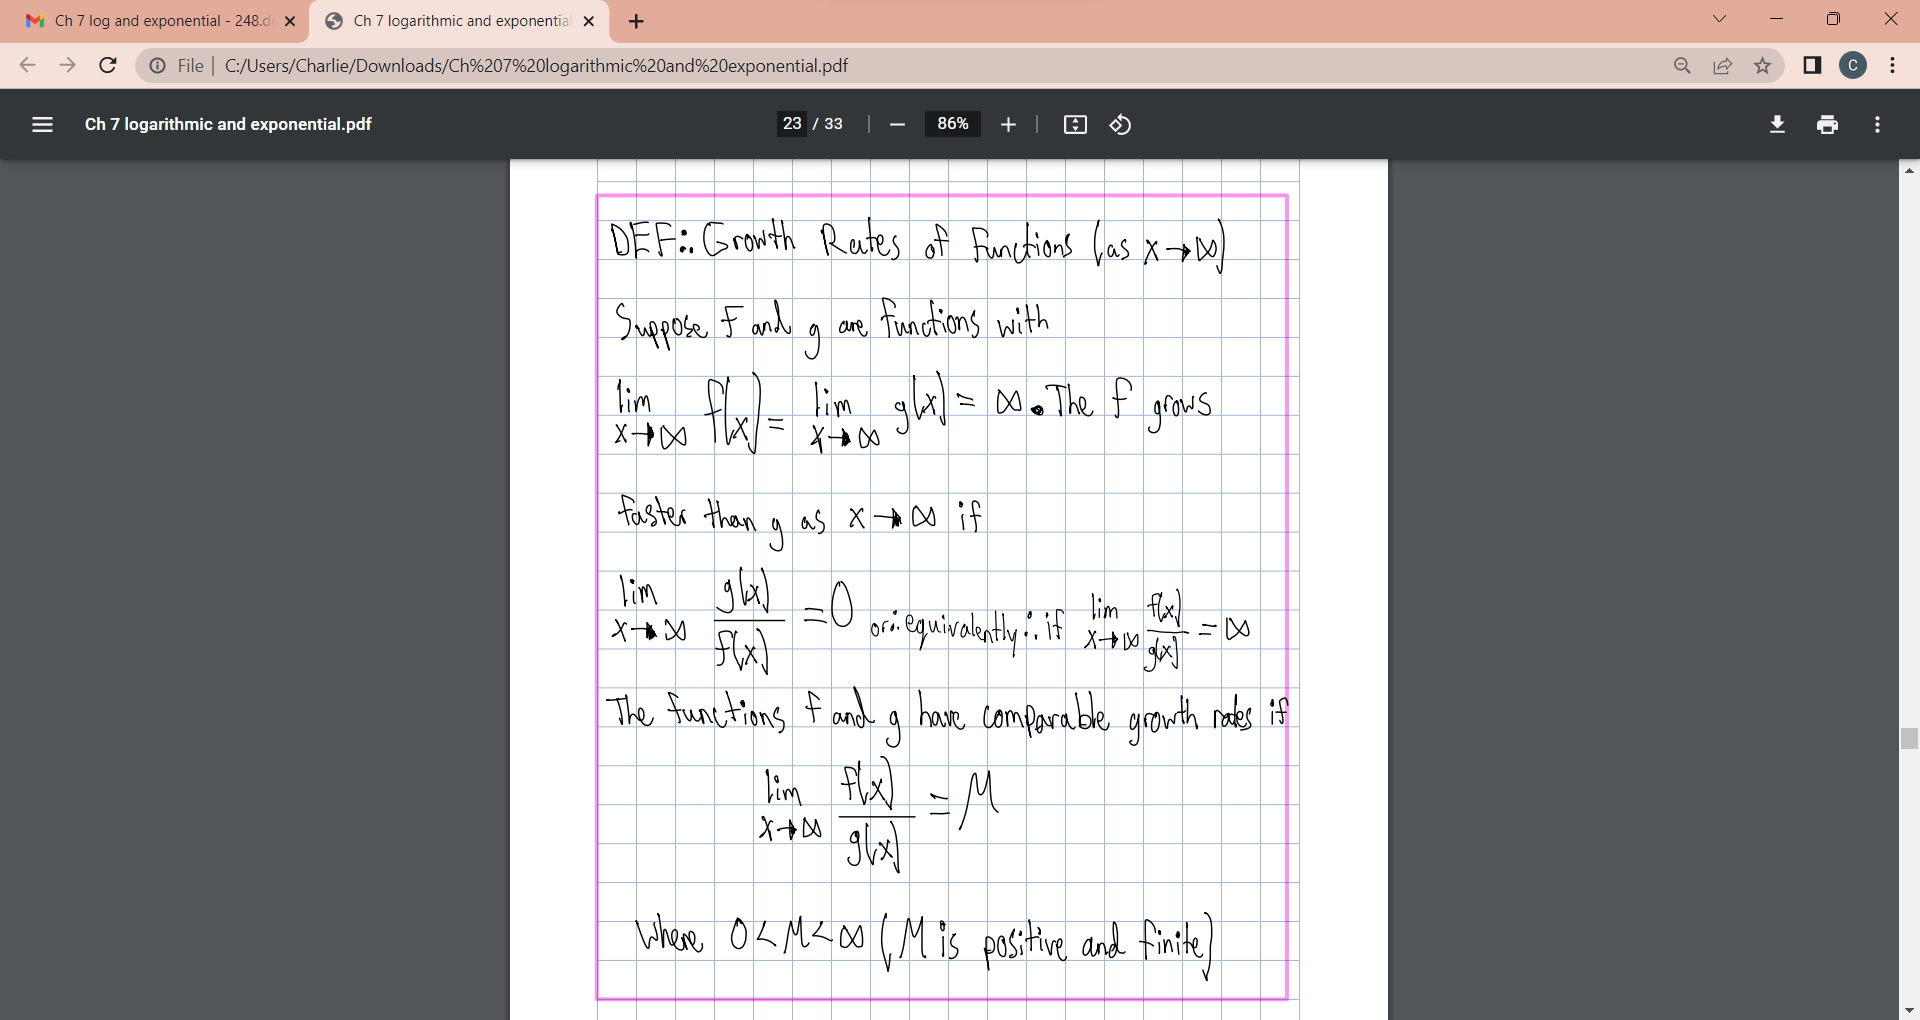 Ch 7 log and exponential - 248.d
Ch 7 logarithmic and exponentia
File | C:/Users/Charlie/Downloads/Ch%207%20logarithmic%20and%20exponential.pdf
C
Ch 7 logarithmic and exponential.pdf
23 / 33
86%
DEF:. Growth Rates of Functions (as x→∞)
Suppose f and g are functions with
lim x→∞ f(x) = lim x→∞ g(x) = ∞. The f grows
faster than g as x→∞ if
lim x→∞ g(x)/f(x) = 0 or:. equivalently:. if lim x→∞ f(x)/g(x) = ∞
The functions f and g have comparable growth rates if
lim x→∞ f(x)/g(x) = M
Where 0<M<∞ (M is positive and finite)